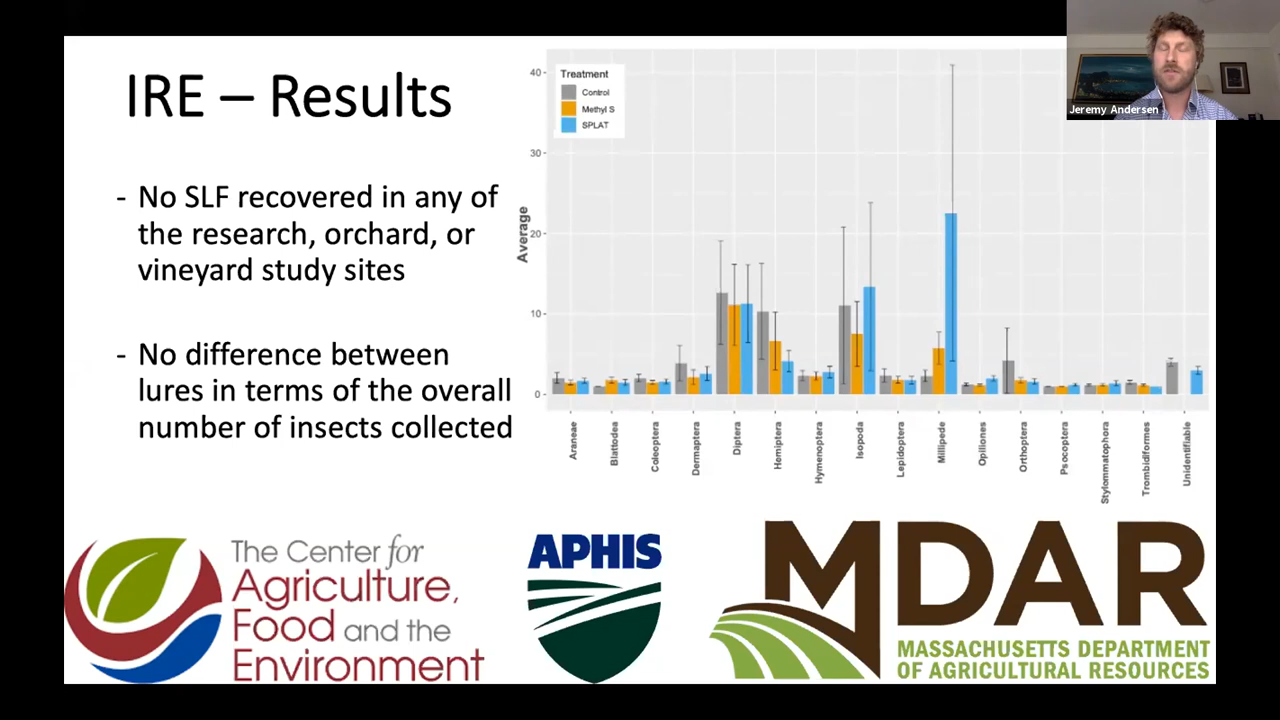 IRE – Results
- No SLF recovered in any of
the research, orchard, or
vineyard study sites
- No difference between
lures in terms of the overall
number of insects collected
Treatment
Control
Methyl S
SPLAT
40
30
20
10
0
Average
Araneae
Blattodea
Coleoptera
Dermaptera
Diptera
Hemiptera
Hymenoptera
Isopoda
Lepidoptera
Millipede
Opiliones
Orthoptera
Psocoptera
Stylommatophora
Trombidiformes
Unidentifiable
Jeremy Andersen
The Center for
Agriculture,
Food and the
Environment
APHIS
MDAR
MASSACHUSETTS DEPARTMENT
OF AGRICULTURAL RESOURCES